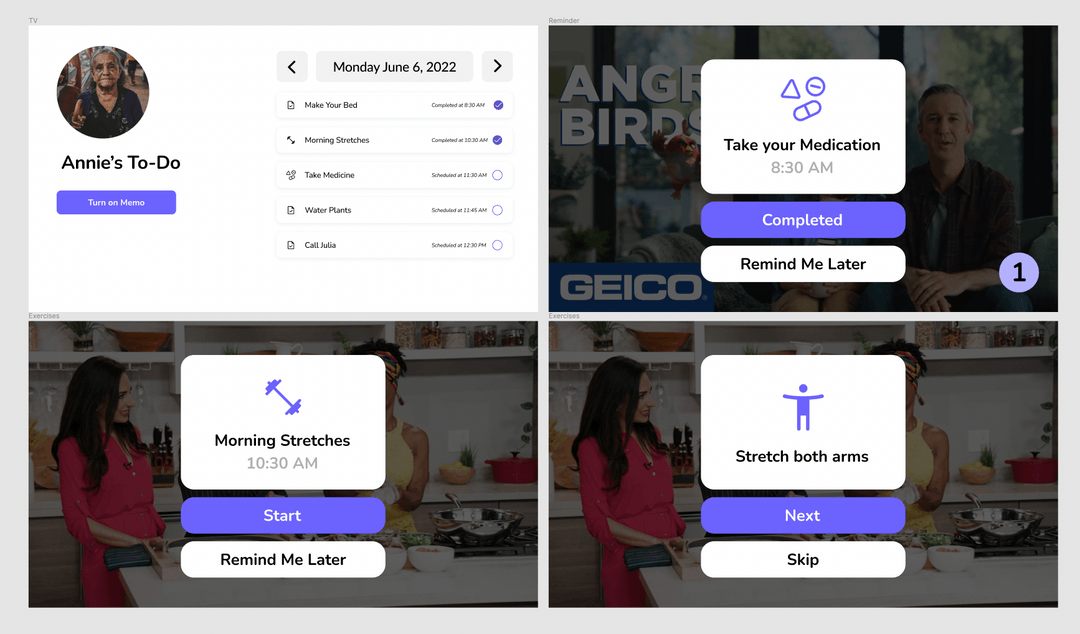 TV
Annie's To-Do
Turn on Memo
Monday June 6, 2022
Make Your Bed Completed at 8:30 AM
Morning Stretches Completed at 10:30 AM
Take Medicine Scheduled at 11:30 AM
Water Plants Scheduled at 11:45 AM
Call Julia Scheduled at 12:30 PM
Reminder
ANGR
BIRDS
Take your Medication
8:30 AM
Completed
Remind Me Later
GEICO
1
Exercises
Morning Stretches
10:30 AM
Start
Remind Me Later
Exercises
Stretch both arms
Next
Skip